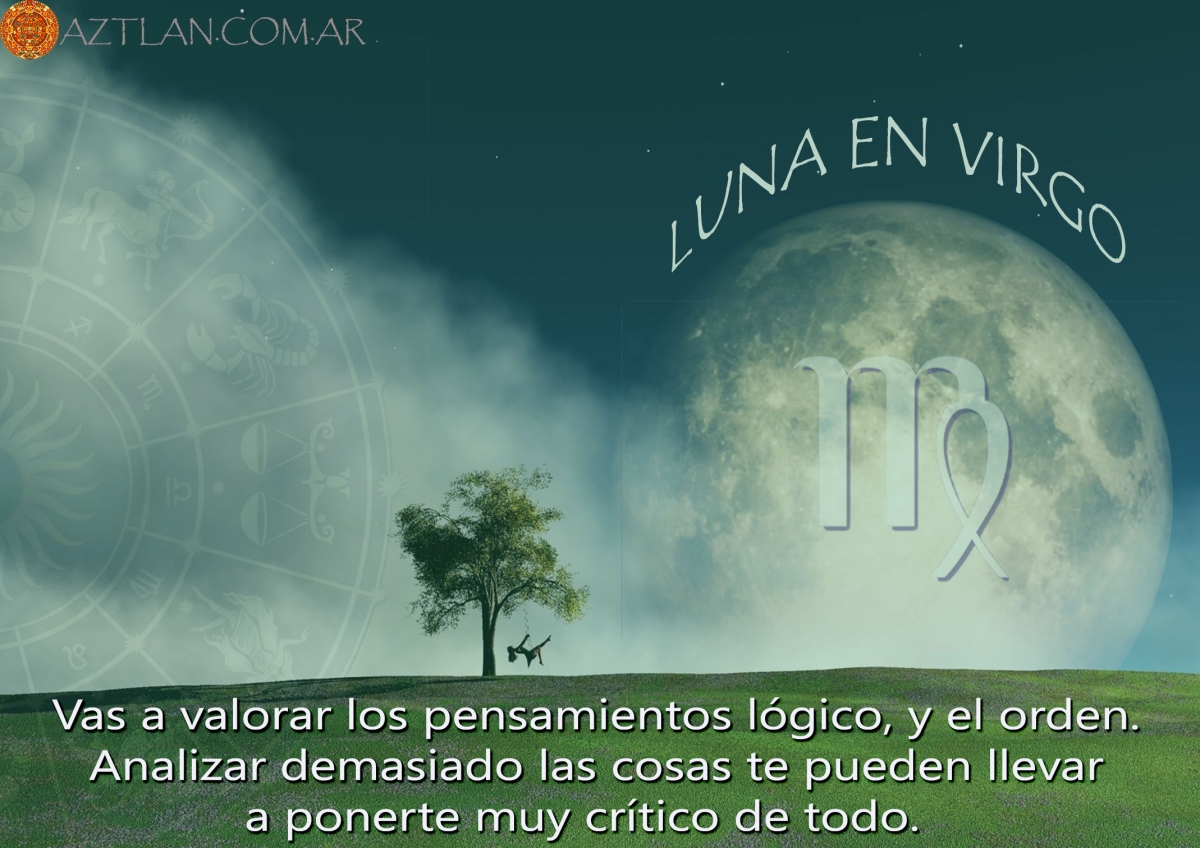 AZTLAN.COM.AR
LUNA EN VIRGO
Vas a valorar los pensamientos lógico, y el orden.
Analizar demasiado las cosas te pueden llevar
a ponerte muy crítico de todo.